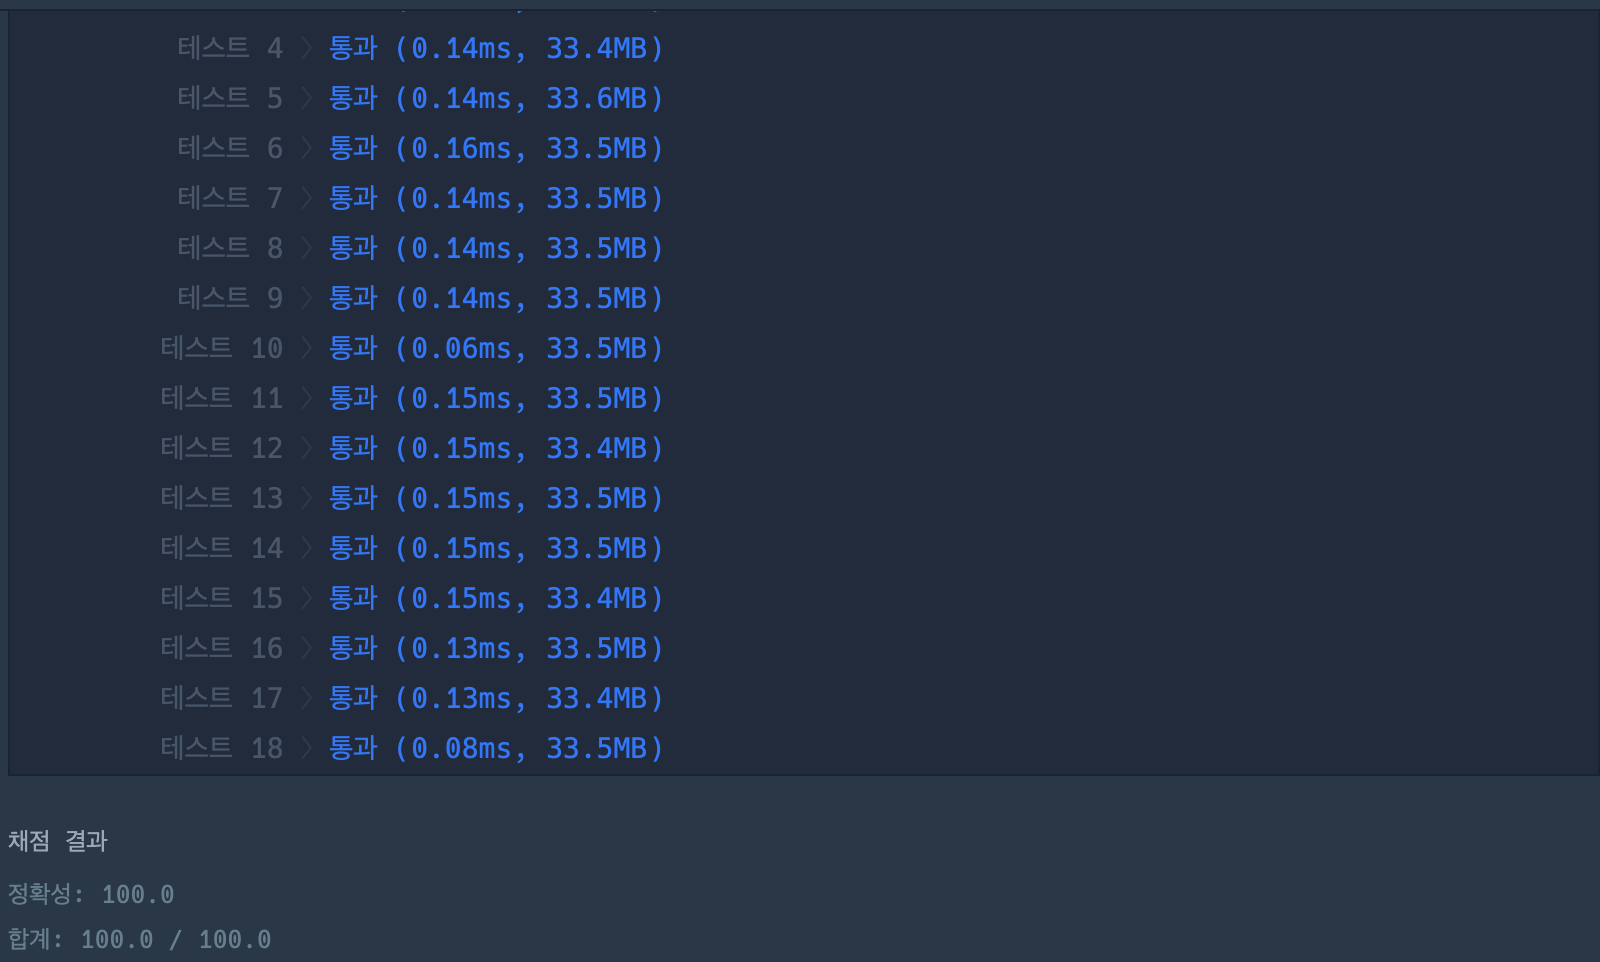 테스트 4 〉 통과 (0.14ms, 33.4MB)
테스트 5 〉 통과 (0.14ms, 33.6MB)
테스트 6 〉 통과 (0.16ms, 33.5MB)
테스트 7 〉 통과 (0.14ms, 33.5MB)
테스트 8 〉 통과 (0.14ms, 33.5MB)
테스트 9 〉 통과 (0.14ms, 33.5MB)
테스트 10 〉 통과 (0.06ms, 33.5MB)
테스트 11 〉 통과 (0.15ms, 33.5MB)
테스트 12 〉 통과 (0.15ms, 33.4MB)
테스트 13 〉 통과 (0.15ms, 33.5MB)
테스트 14 〉 통과 (0.15ms, 33.5MB)
테스트 15 〉 통과 (0.15ms, 33.4MB)
테스트 16 〉 통과 (0.13ms, 33.5MB)
테스트 17 〉 통과 (0.13ms, 33.4MB)
테스트 18 〉 통과 (0.08ms, 33.5MB)
채점 결과
정확성: 100.0
합계: 100.0 / 100.0